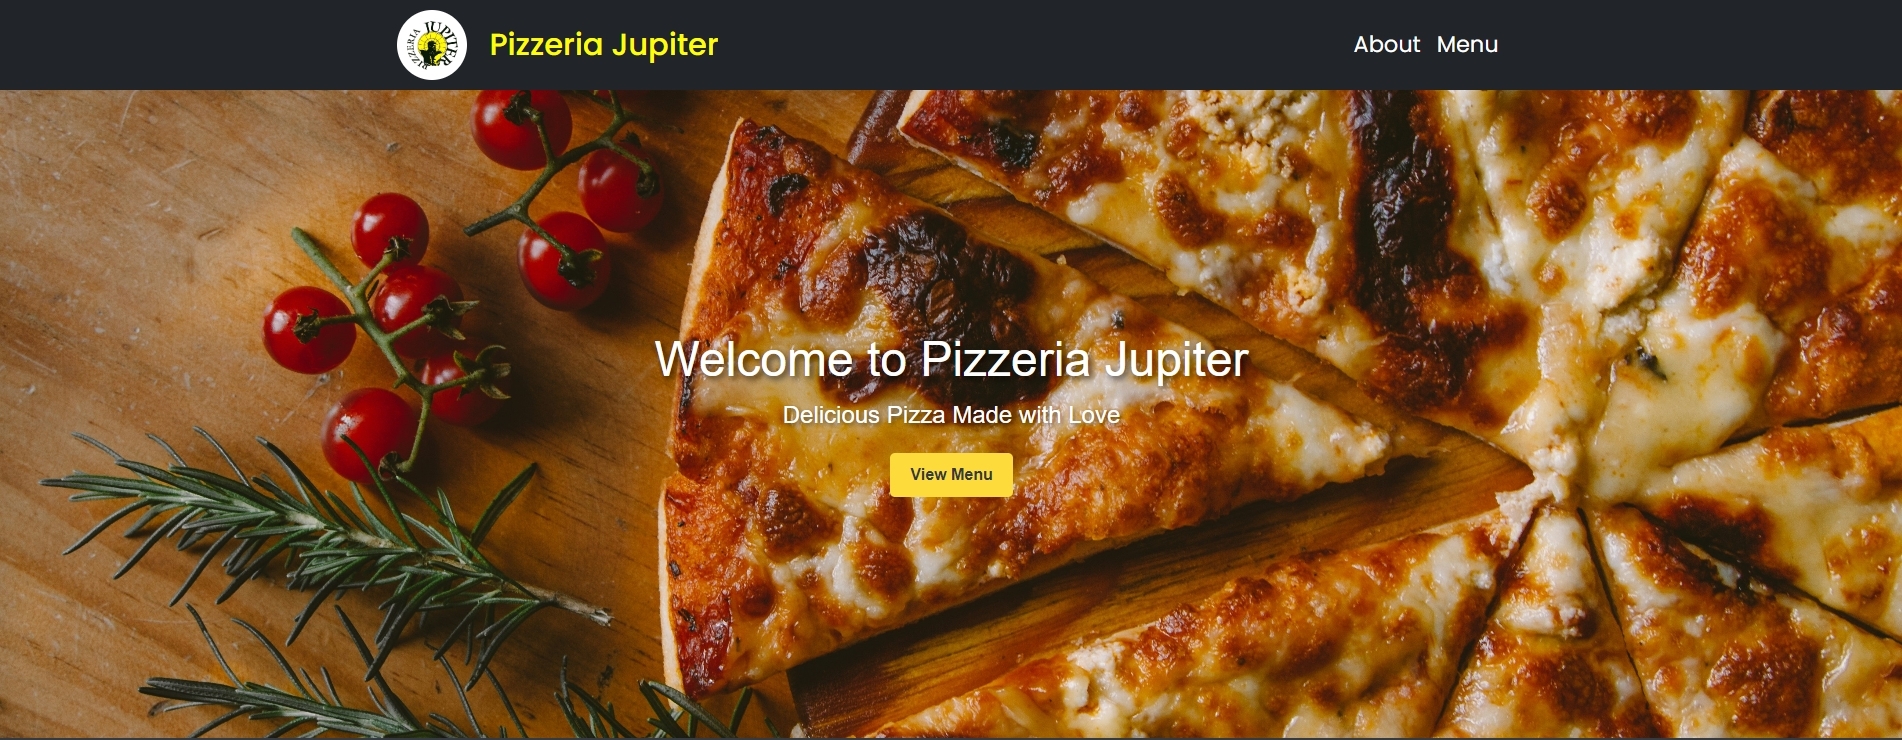 PIZZERIA JUPITER
Pizzeria Jupiter
About Menu
Welcome to Pizzeria Jupiter
Delicious Pizza Made with Love
View Menu